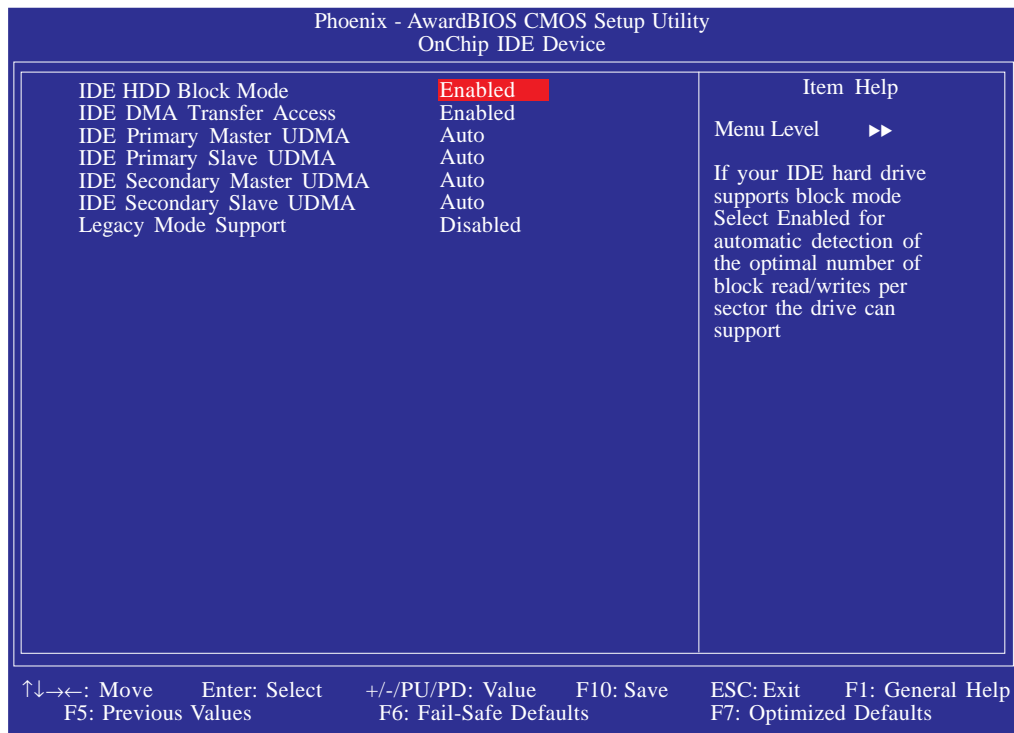 Phoenix - AwardBIOS CMOS Setup Utility
OnChip IDE Device
IDE HDD Block Mode Enabled
IDE DMA Transfer Access Enabled
IDE Primary Master UDMA Auto
IDE Primary Slave UDMA Auto
IDE Secondary Master UDMA Auto
IDE Secondary Slave UDMA Auto
Legacy Mode Support Disabled
Item Help
Menu Level ▶▶
If your IDE hard drive
supports block mode
Select Enabled for
automatic detection of
the optimal number of
block read/writes per
sector the drive can
support
↑↓→←: Move Enter: Select +/-/PU/PD: Value F10: Save ESC: Exit F1: General Help
F5: Previous Values F6: Fail-Safe Defaults F7: Optimized Defaults